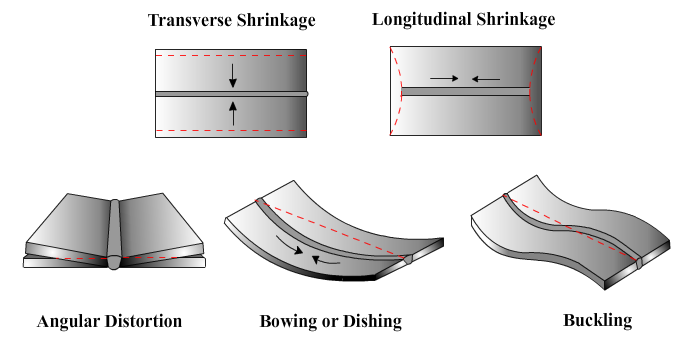 Transverse Shrinkage
Longitudinal Shrinkage
Angular Distortion
Bowing or Dishing
Buckling